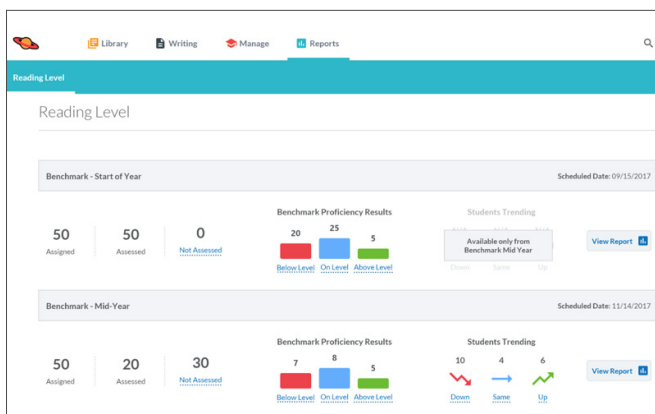 Library Writing Manage Reports
Reading Level
Reading Level
Benchmark - Start of Year Scheduled Date: 09/15/2017
Benchmark Proficiency Results Students Trending
50 50 0 20 25 5
Assigned Assessed Not Assessed
Available only from
Benchmark Mid Year
View Report
Below Level On Level Above Level Down Same Up
Benchmark - Mid-Year Scheduled Date: 11/14/2017
Benchmark Proficiency Results Students Trending
50 20 30 7 8 5 10 4 6
Assigned Assessed Not Assessed
View Report
Below Level On Level Above Level Down Same Up